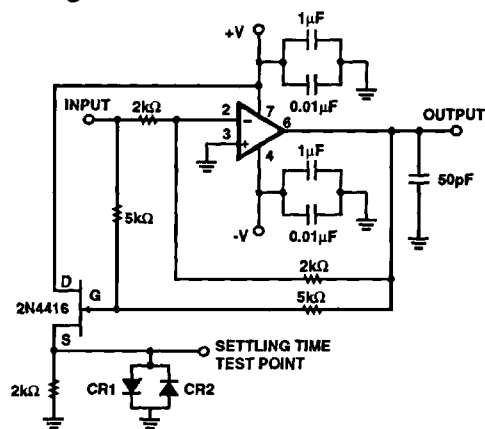 1µF
+V
0.01µF
INPUT
2kΩ
2
7
6
3
4
OUTPUT
1µF
50pF
0.01µF
-V
5kΩ
2kΩ
5kΩ
D
G
2N4416
S
SETTLING TIME
TEST POINT
2kΩ
CR1
CR2